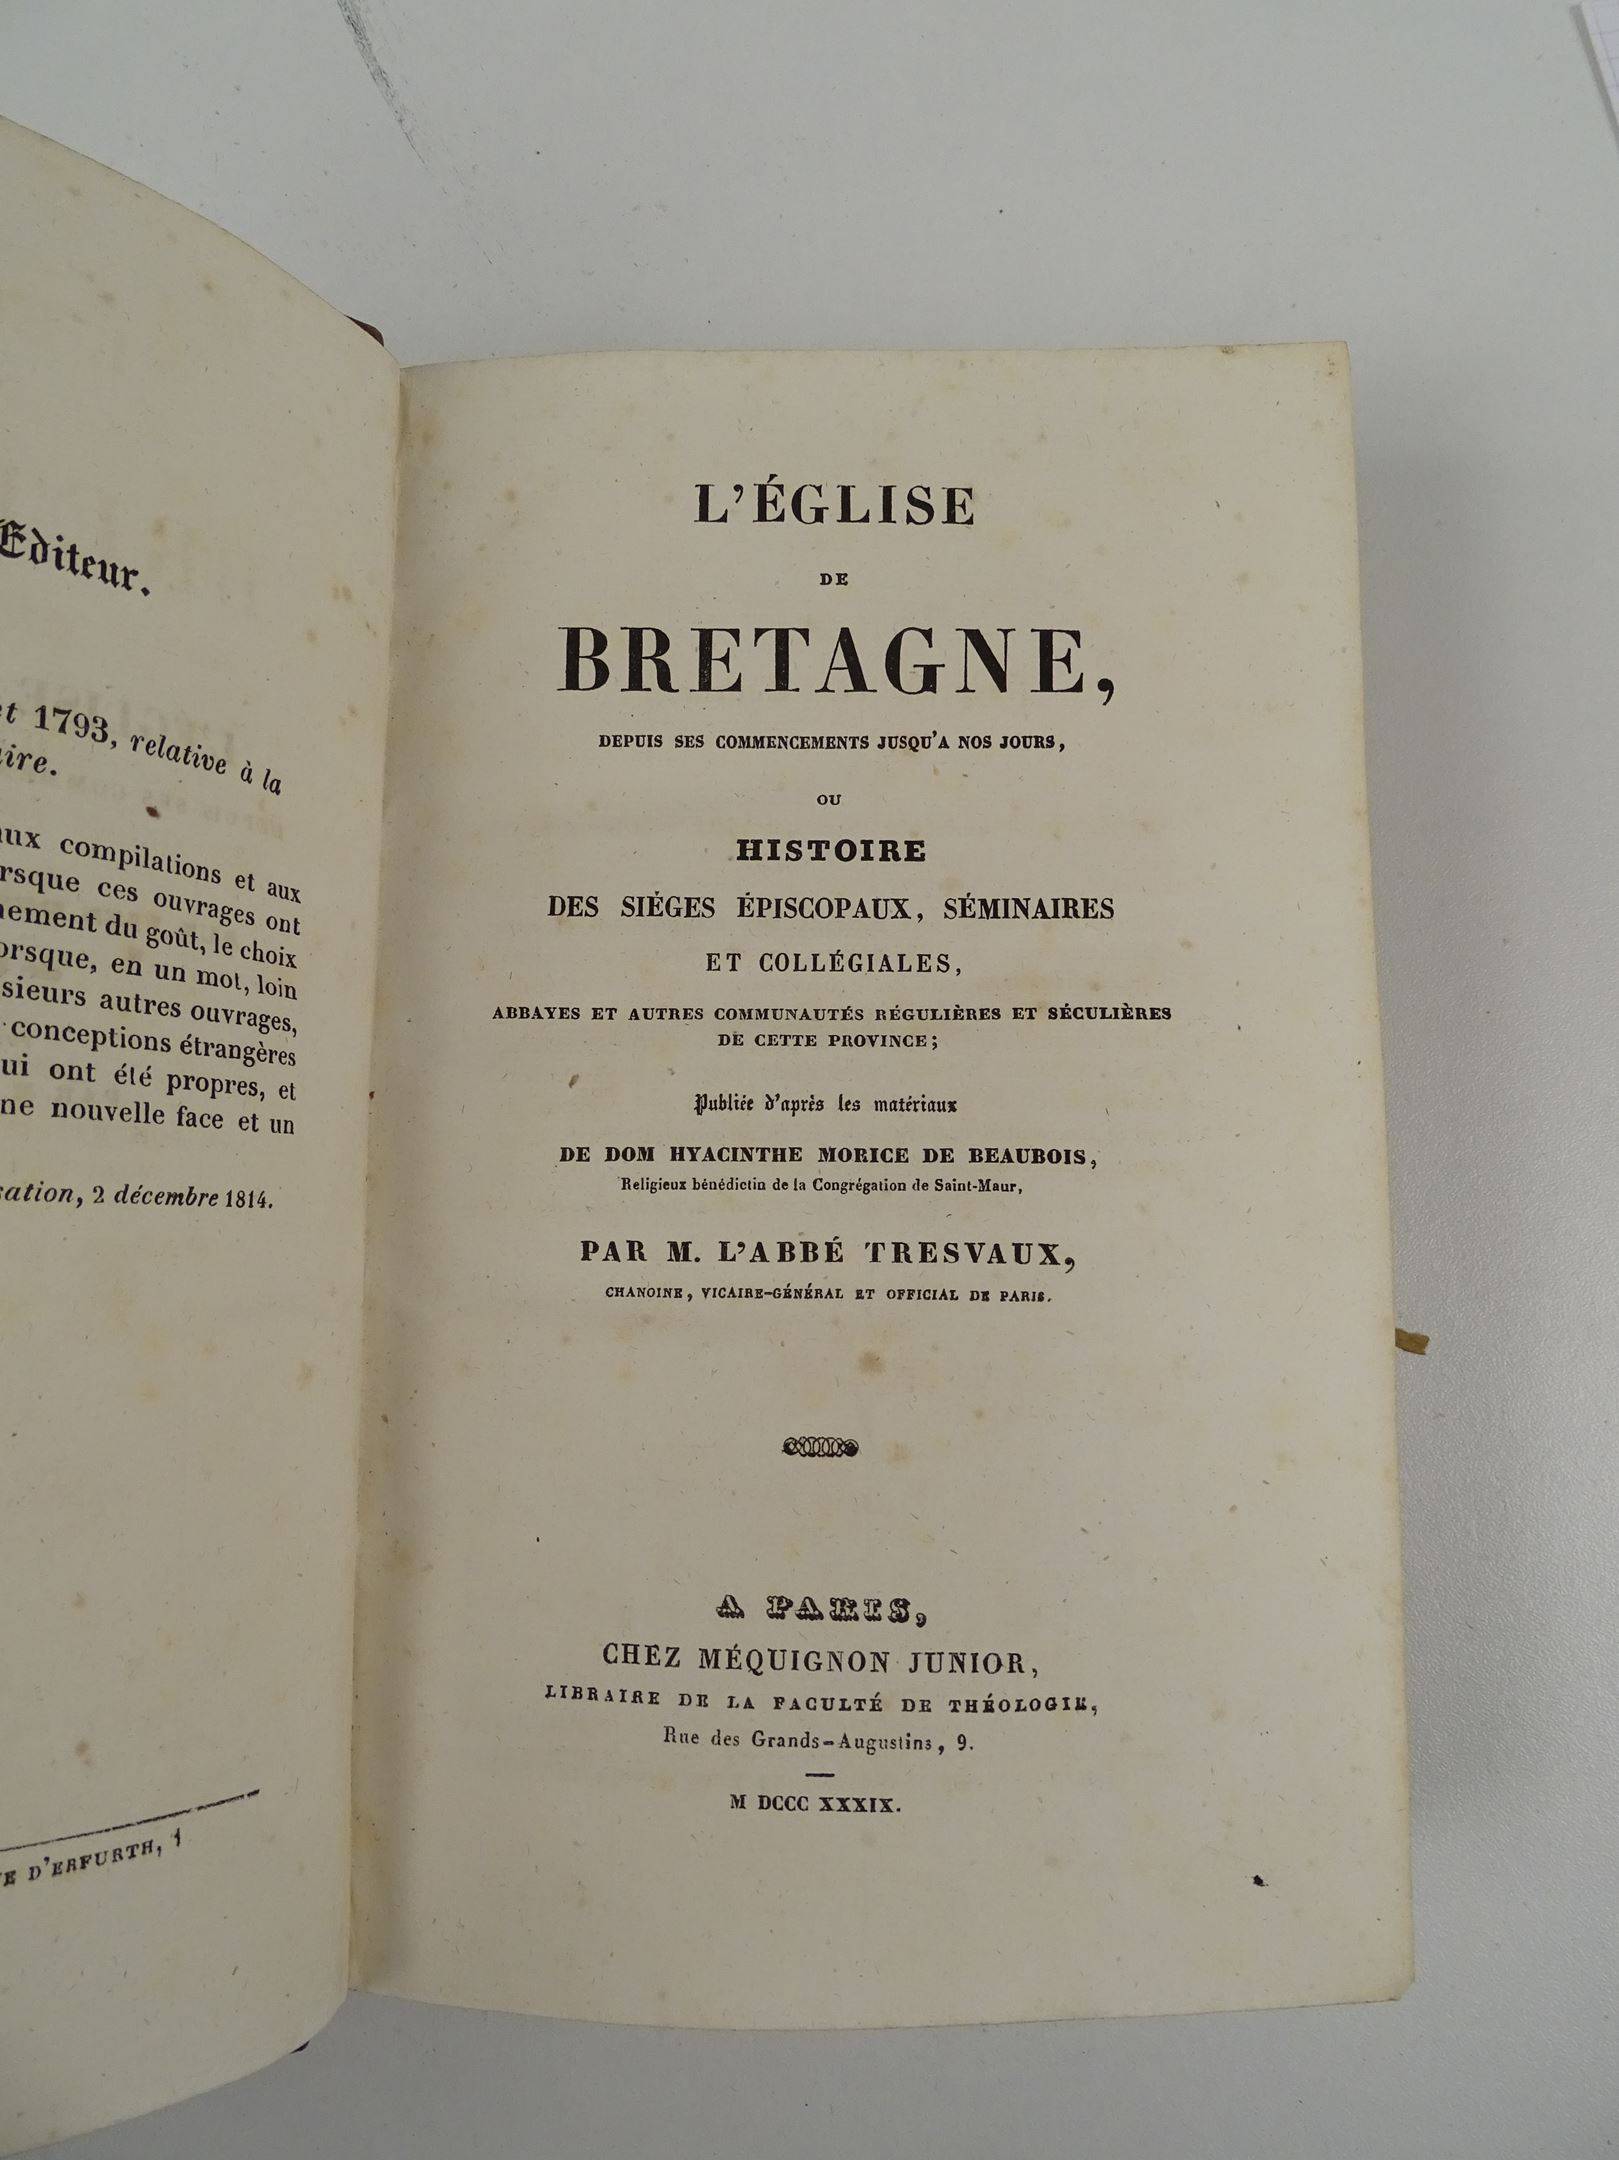 Editeur.
et 1793, relative à la
aire.
aux compilations et aux
rsque ces ouvrages ont
nement du goût, le choix
orsque, en un mot, loin
sieurs autres ouvrages,
conceptions étrangères
ui ont été propres, et
ne nouvelle face et un
sation, 2 décembre 1814.
D'ERFURTH, 1
L'ÉGLISE
DE
BRETAGNE,
DEPUIS SES COMMENCEMENTS JUSQU'A NOS JOURS,
OU
HISTOIRE
DES SIÉGES ÉPISCOPAUX, SÉMINAIRES
ET COLLÉGIALES,
ABBAYES ET AUTRES COMMUNAUTÉS RÉGULIÈRES ET SÉCULIÈRES
DE CETTE PROVINCE;
Publiée d'après les matériaux
DE DOM HYACINTHE MORICE DE BEAUBOIS,
Religieux bénédictin de la Congrégation de Saint-Maur,
PAR M. L'ABBÉ TRESVAUX,
CHANOINE, VICAIRE-GÉNÉRAL ET OFFICIAL DE PARIS.
A PARIS,
CHEZ MÉQUIGNON JUNIOR,
LIBRAIRE DE LA FACULTÉ DE THÉOLOGIE,
Rue des Grands-Augustins, 9.
M DCCC XXXIX.